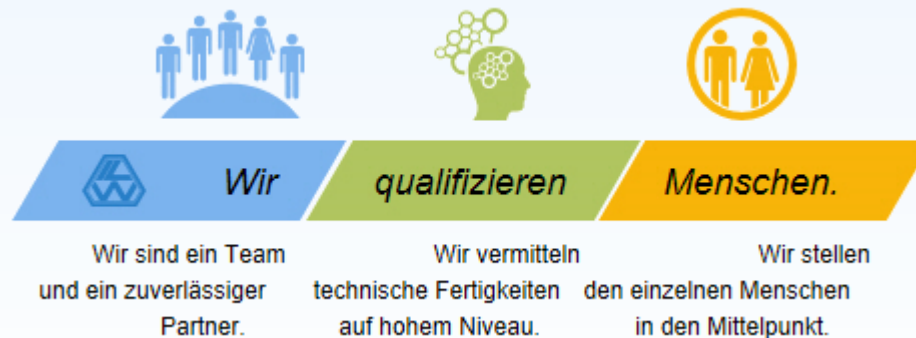 Wir qualifizieren Menschen.
Wir sind ein Team
und ein zuverlässiger
Partner.
Wir vermitteln
technische Fertigkeiten
auf hohem Niveau.
Wir stellen
den einzelnen Menschen
in den Mittelpunkt.